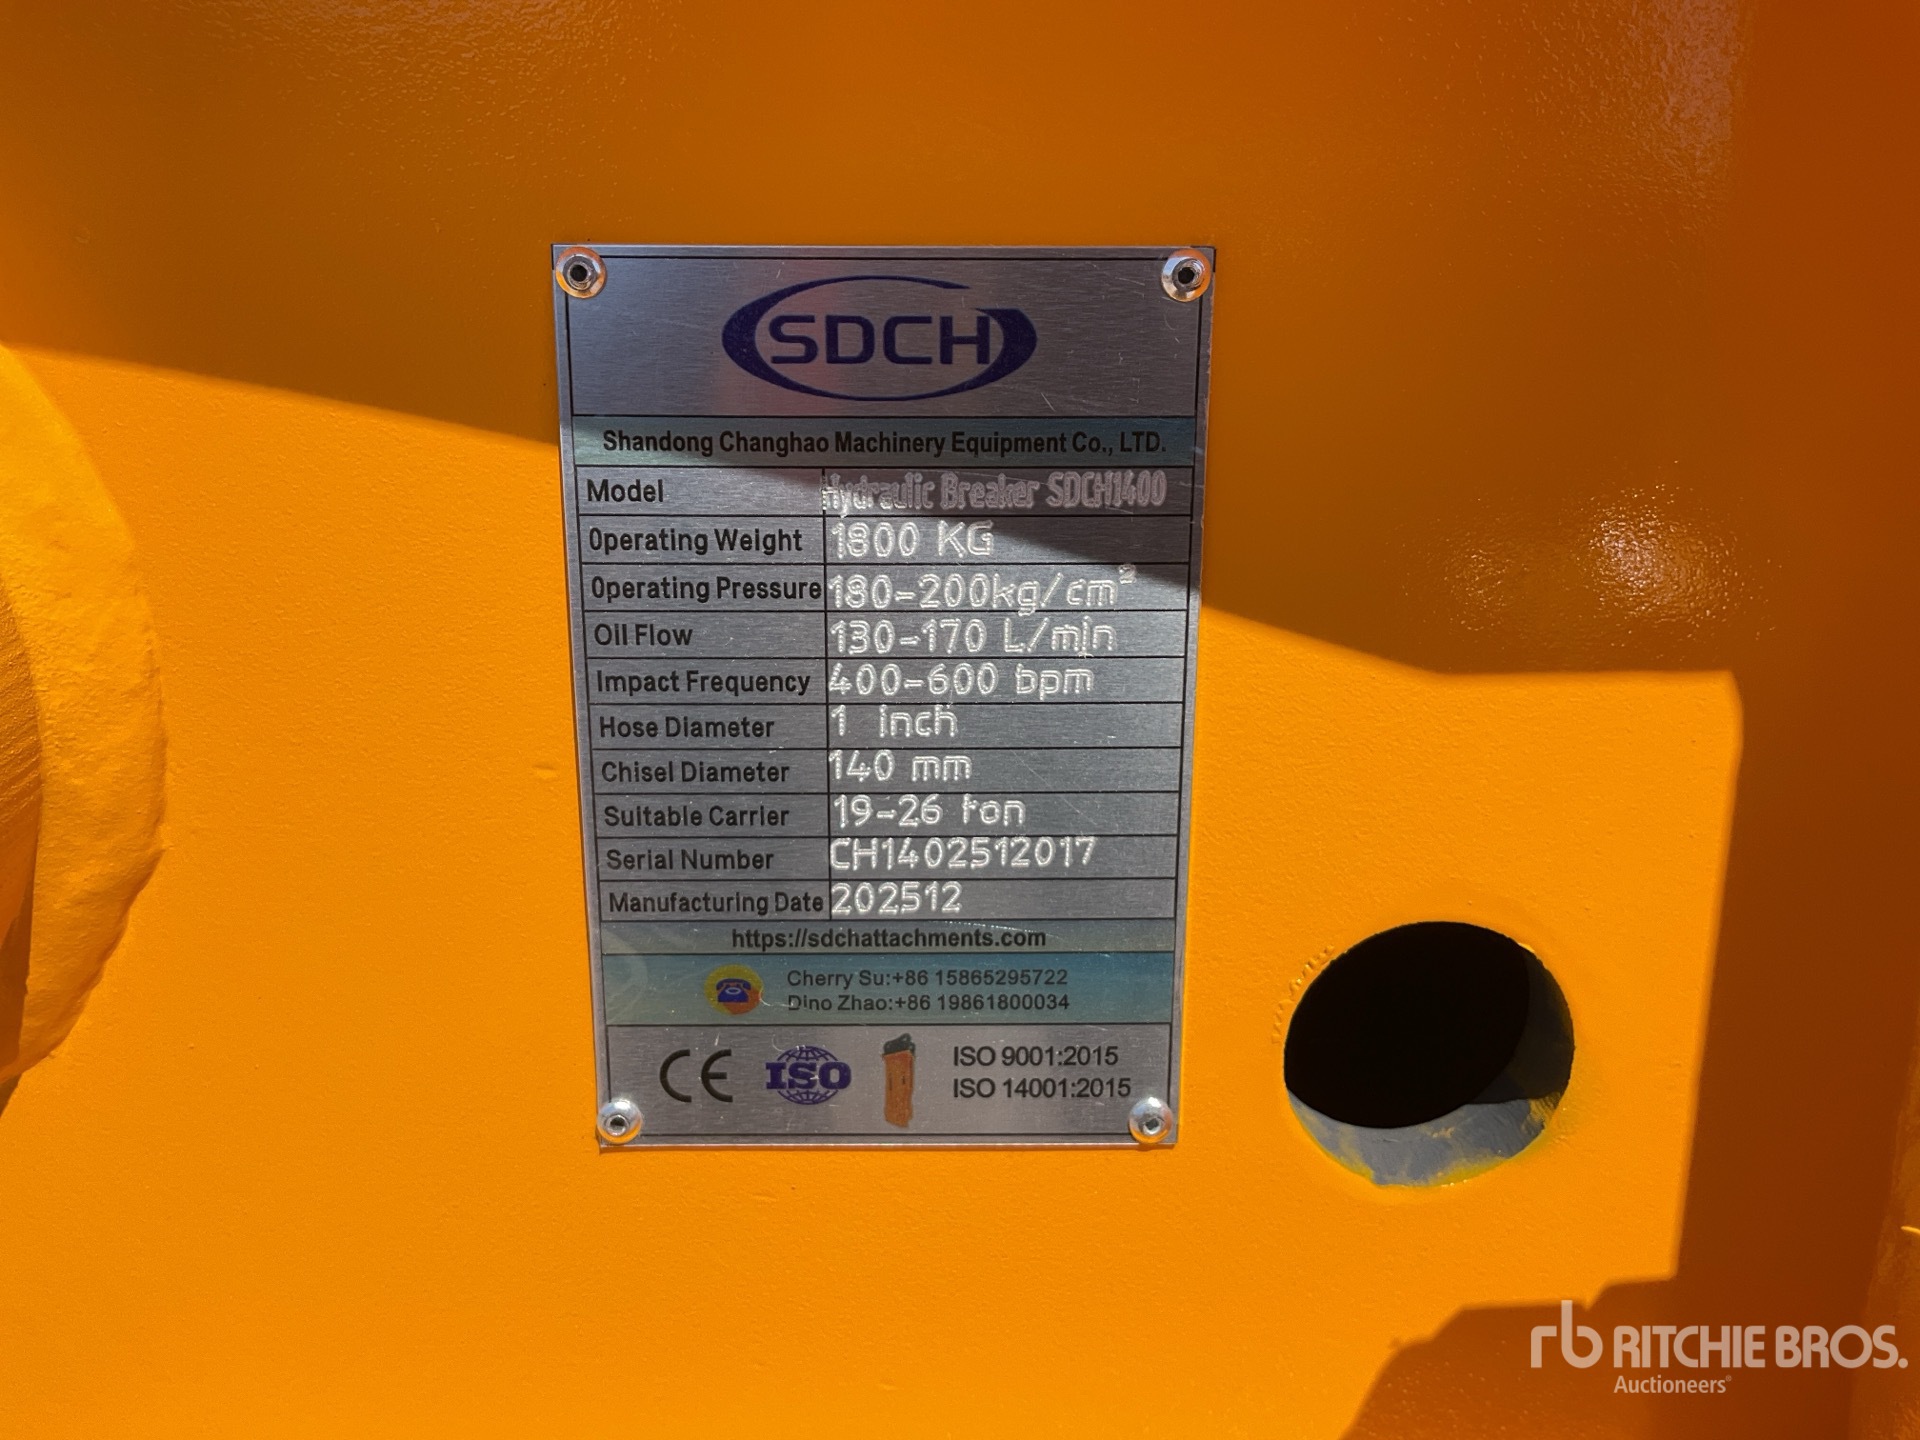 SDCH
Shandong Changhao Machinery Equipment Co., LTD.
Model Hydraulic Breaker SDCH1400
Operating Weight 1800 KG
Operating Pressure 180-200kg/cm²
Oil Flow 130-170 L/min
Impact Frequency 400-600 bpm
Hose Diameter 1 inch
Chisel Diameter 140 mm
Suitable Carrier 19-26 ton
Serial Number CH1402512017
Manufacturing Date 202512
https://sdchattachments.com
Cherry Su:+86 15865295722
Dino Zhao:+86 19861800034
CE ISO ISO 9001:2015
ISO 14001:2015
rb RITCHIE BROS.
Auctioneers®